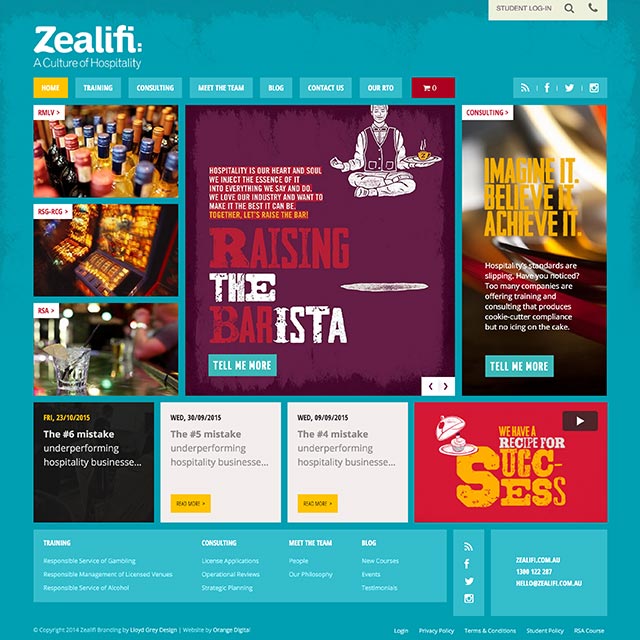 STUDENT LOG-IN
Zealifi:
A Culture of Hospitality
HOME
TRAINING
CONSULTING
MEET THE TEAM
BLOG
CONTACT US
OUR RTO
0
RMLV >
RSG-RCG >
RSA >
HOSPITALITY IS OUR HEART AND SOUL
WE INJECT THE ESSENCE OF IT
INTO EVERYTHING WE SAY AND DO.
WE LOVE OUR INDUSTRY AND WANT TO
MAKE IT THE BEST IT CAN BE.
TOGETHER, LET'S RAISE THE BAR!
RAISING
THE
BARISTA
TELL ME MORE
CONSULTING >
IMAGINE IT.
BELIEVE IT.
ACHIEVE IT.
Hospitality's standards are
slipping. Have you noticed?
Too many companies are
offering training and
consulting that produces
cookie-cutter compliance
but no icing on the cake.
TELL ME MORE
FRI, 23/10/2015
The #6 mistake
underperforming
hospitality businesse...
WED, 30/09/2015
The #5 mistake
underperforming
hospitality businesse...
READ MORE >
WED, 09/09/2015
The #4 mistake
underperforming
hospitality businesse...
READ MORE >
WE HAVE A
RECIPE FOR
SUCC-
ESS
TRAINING
Responsible Service of Gambling
Responsible Management of Licensed Venues
Responsible Service of Alcohol
CONSULTING
License Applications
Operational Reviews
Strategic Planning
MEET THE TEAM
People
Our Philosophy
BLOG
New Courses
Events
Testimonials
ZEALIFI.COM.AU
1300 122 287
HELLO@ZEALIFI.COM.AU
© Copyright 2014 Zealifi Branding by Lloyd Grey Design | Website by Orange Digital
Login
Privacy Policy
Terms & Conditions
Student Policy
RSA Course